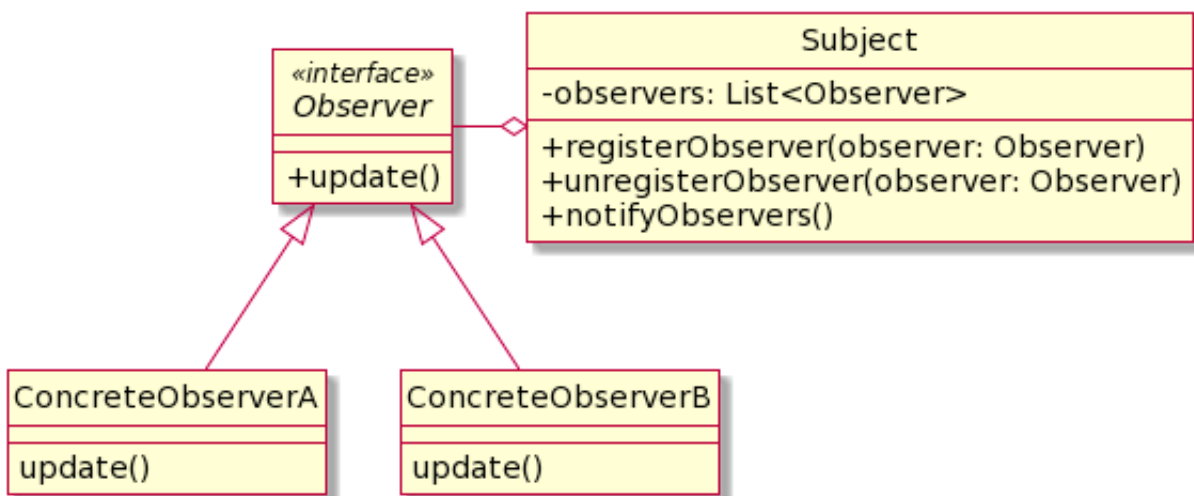 «interface»
Observer
+update()
Subject
-observers: List<Observer>
+registerObserver(observer: Observer)
+unregisterObserver(observer: Observer)
+notifyObservers()
ConcreteObserverA
update()
ConcreteObserverB
update()